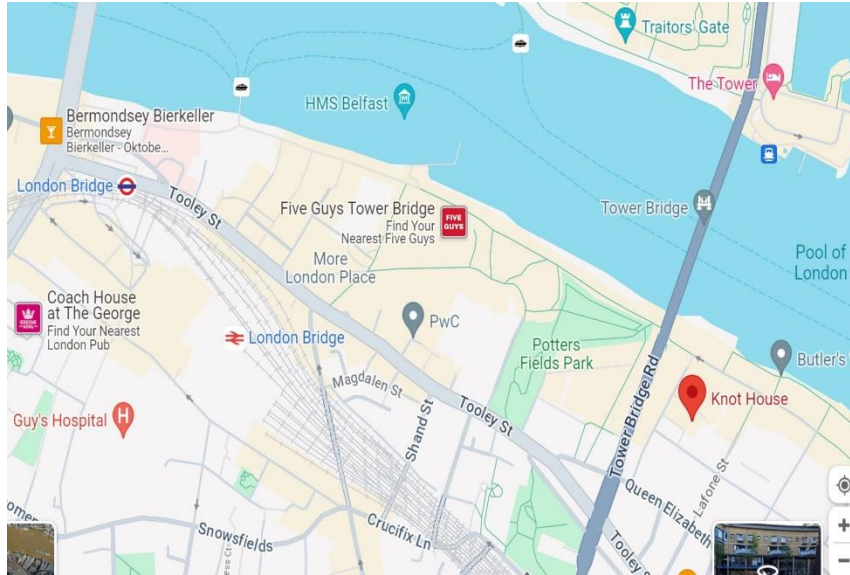 Traitors' Gate
The Tower
HMS Belfast
Bermondsey Bierkeller
Bermondsey
Bierkeller - Oktobe...
London Bridge
Tooley St
Five Guys Tower Bridge
Find Your
Nearest Five Guys
FIVE
GUYS
Tower Bridge
More
London Place
Pool of
London
Coach House
at The George
Find Your Nearest
London Pub
GREENE
KING
London Bridge
PwC
Potters
Fields Park
Butler's
Magdalen St
Tower Bridge Rd
Knot House
Guy's Hospital
H
Tooley St
Shand St
Lafone St
Queen Elizabeth
Snowsfields
Crucifix Ln
Tooley S